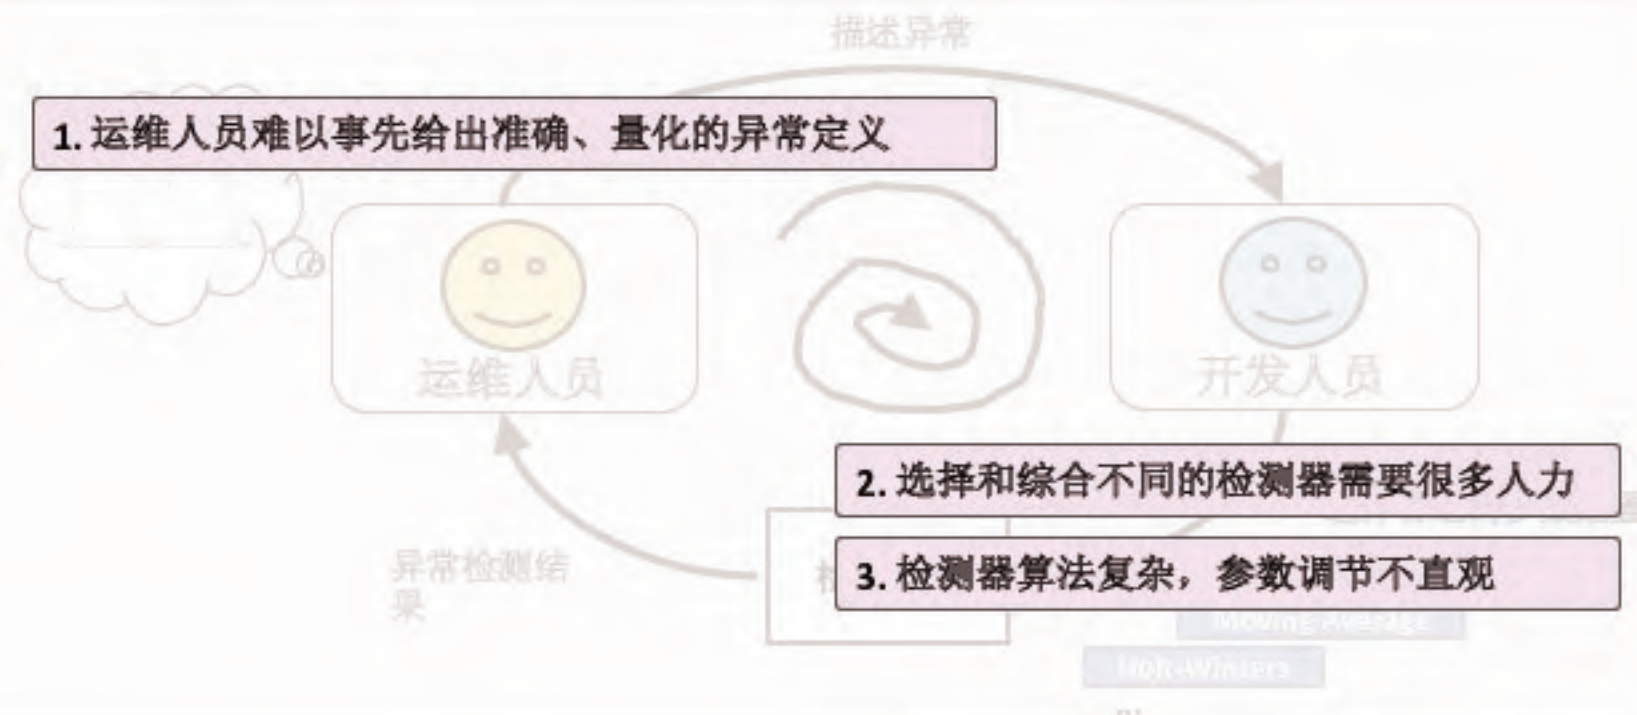 描述异常
1. 运维人员难以事先给出准确、量化的异常定义
运维人员
开发人员
2. 选择和综合不同的检测器需要很多人力
异常检测结
果
3. 检测器算法复杂，参数调节不直观
Moving Average
Holt-Winters